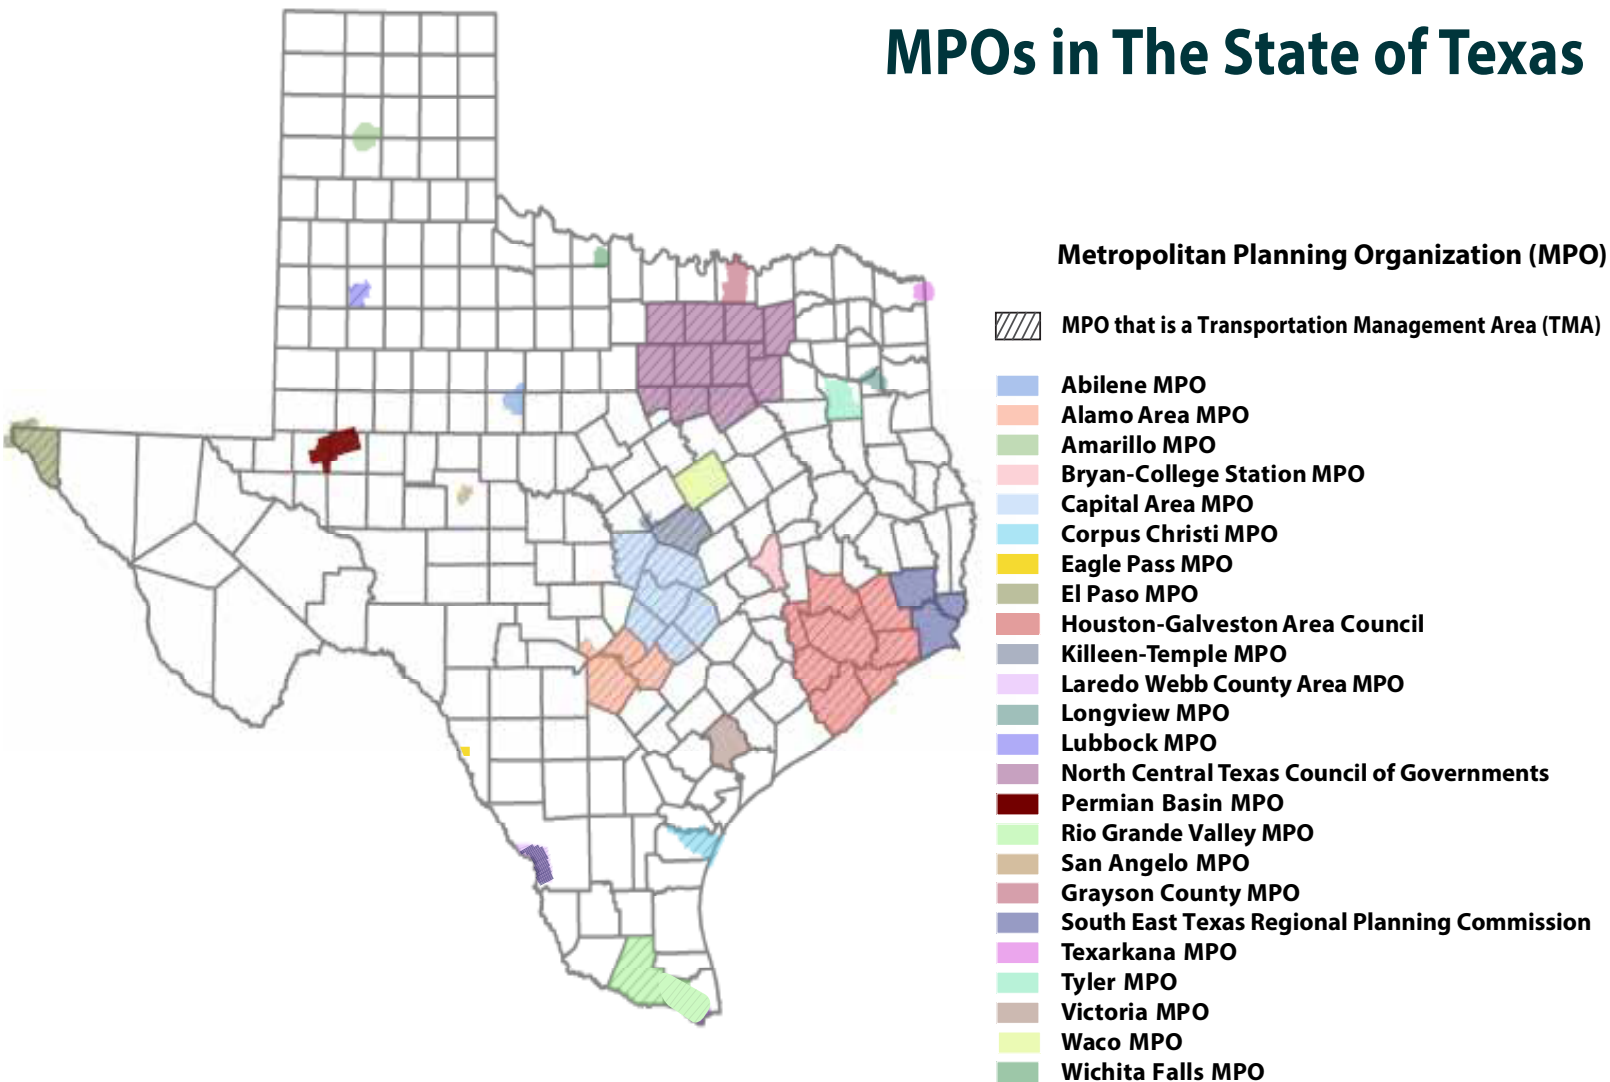 MPOs in The State of Texas
Metropolitan Planning Organization (MPO)
MPO that is a Transportation Management Area (TMA)
Abilene MPO
Alamo Area MPO
Amarillo MPO
Bryan-College Station MPO
Capital Area MPO
Corpus Christi MPO
Eagle Pass MPO
El Paso MPO
Houston-Galveston Area Council
Killeen-Temple MPO
Laredo Webb County Area MPO
Longview MPO
Lubbock MPO
North Central Texas Council of Governments
Permian Basin MPO
Rio Grande Valley MPO
San Angelo MPO
Grayson County MPO
South East Texas Regional Planning Commission
Texarkana MPO
Tyler MPO
Victoria MPO
Waco MPO
Wichita Falls MPO